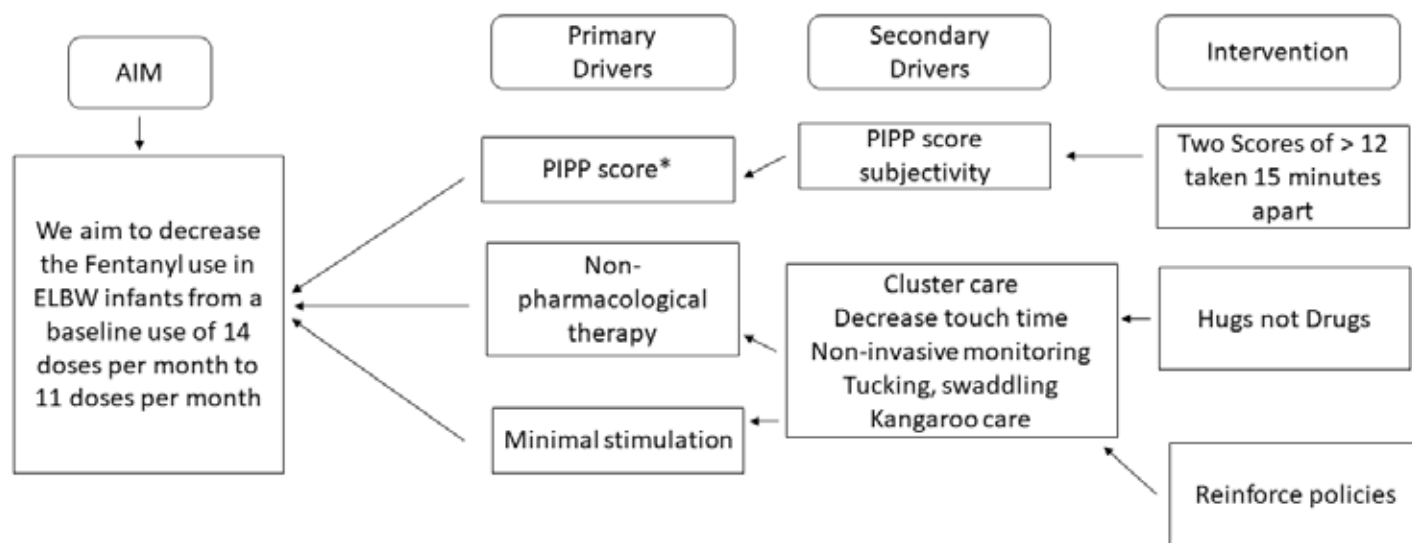 AIM
Primary
Drivers
Secondary
Drivers
Intervention
We aim to decrease
the Fentanyl use in
ELBW infants from a
baseline use of 14
doses per month to
11 doses per month
PIPP score*
PIPP score
subjectivity
Two Scores of > 12
taken 15 minutes
apart
Non-
pharmacological
therapy
Cluster care
Decrease touch time
Non-invasive monitoring
Tucking, swaddling
Kangaroo care
Hugs not Drugs
Minimal stimulation
Reinforce policies